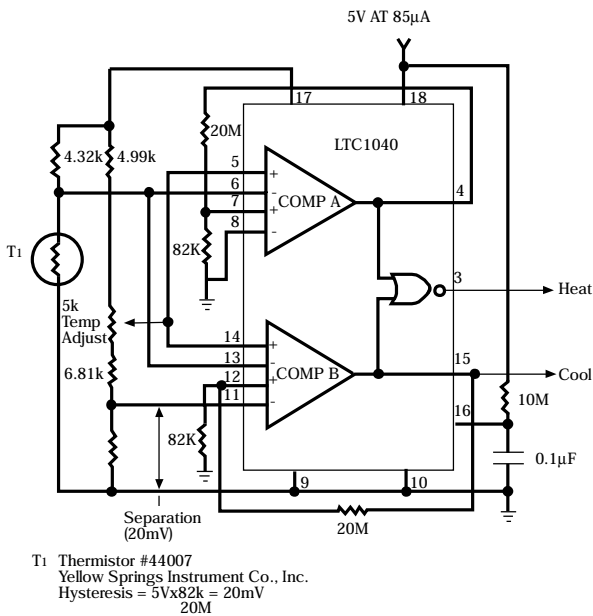 5V AT 85µA
17
18
20M
LTC1040
4.32k
4.99k
5
+
4
6
-
COMP A
7
+
8
-
T1
82K
3
Heat
5k
Temp
Adjust
14
+
15
13
-
Cool
6.81k
12
+
COMP B
11
-
10M
16
82K
0.1µF
9
10
Separation
(20mV)
20M
T1 Thermistor #44007
Yellow Springs Instrument Co., Inc.
Hysteresis = 5Vx82k = 20mV
20M